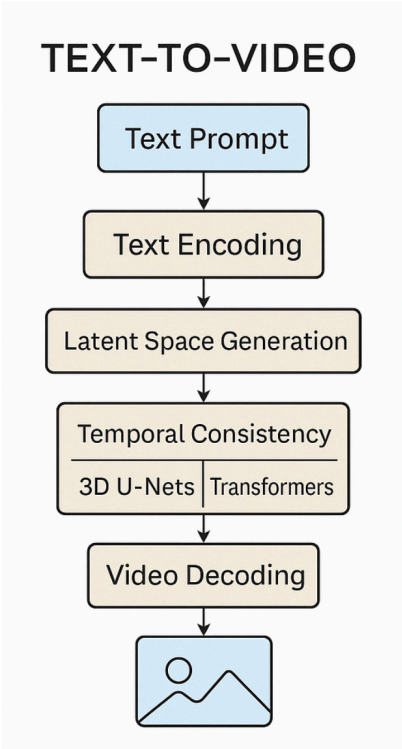 TEXT-TO-VIDEO
Text Prompt
Text Encoding
Latent Space Generation
Temporal Consistency
3D U-Nets
Transformers
Video Decoding